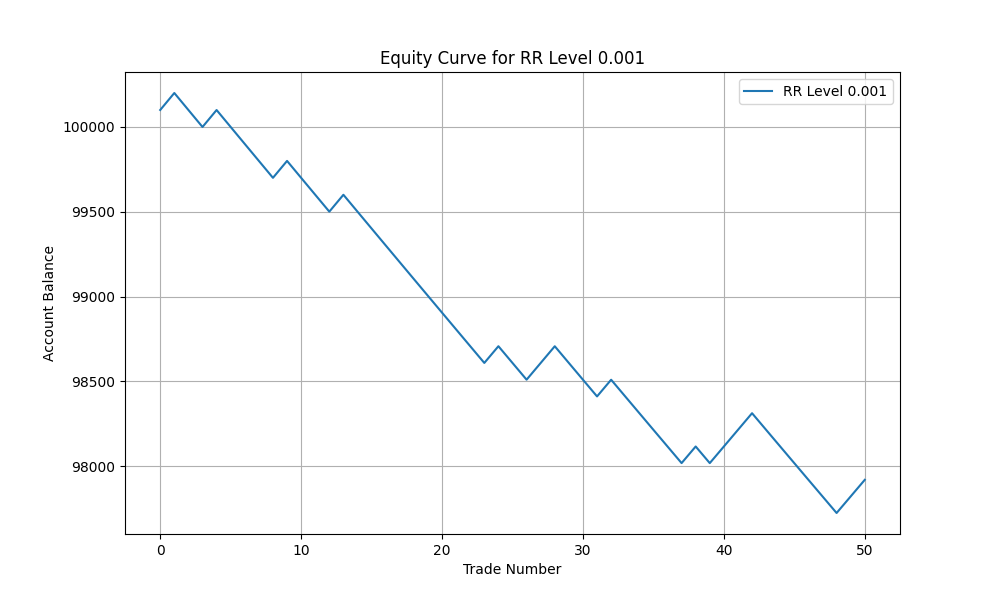 Equity Curve for RR Level 0.001
RR Level 0.001
100000
99500
99000
98500
98000
Account Balance
0 10 20 30 40 50
Trade Number